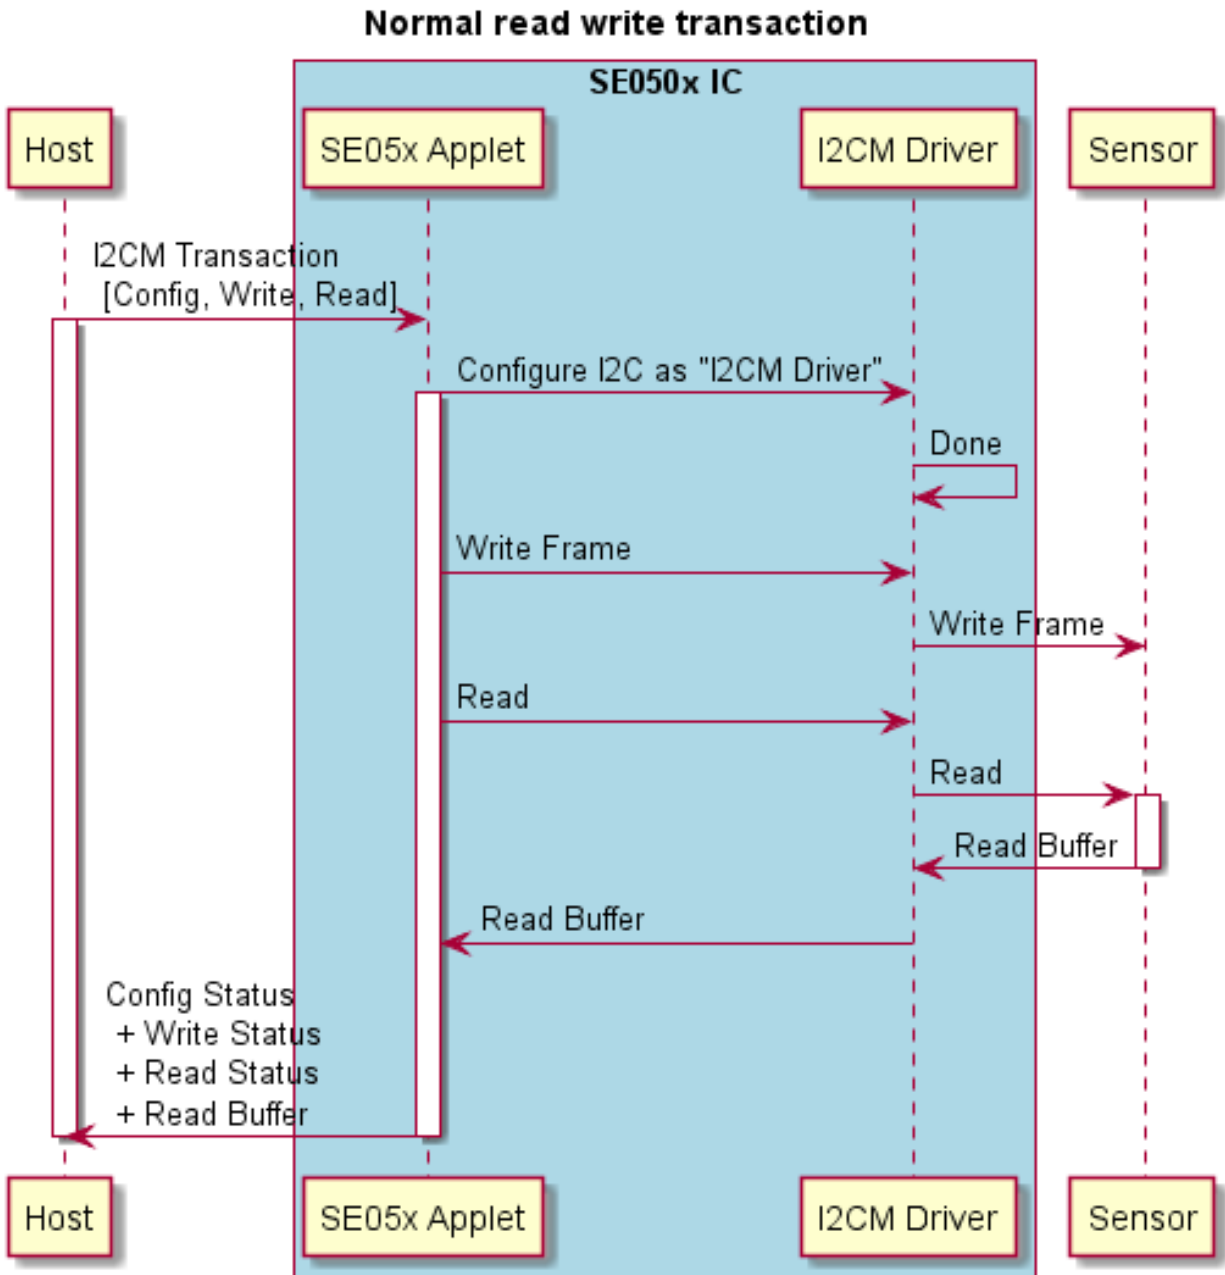 Normal read write transaction
SE050x IC
Host
SE05x Applet
I2CM Driver
Sensor
I2CM Transaction
[Config, Write, Read]
Configure I2C as "I2CM Driver"
Done
Write Frame
Write Frame
Read
Read
Read Buffer
Read Buffer
Config Status
+ Write Status
+ Read Status
+ Read Buffer
Host
SE05x Applet
I2CM Driver
Sensor